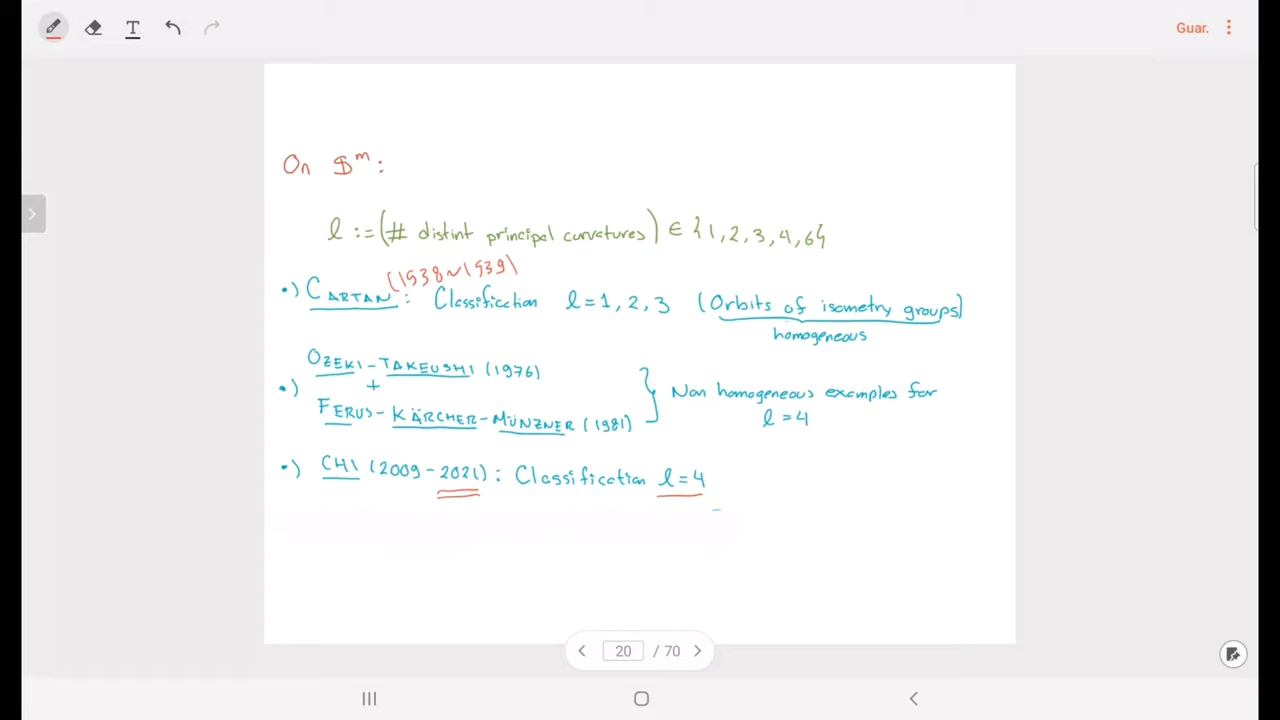 Guar.
On $^m:
l := (# distint principal curvatures) ∈ {1, 2, 3, 4, 6}
(1938~1939)
•) CARTAN: Classification l=1, 2, 3 (Orbits of isometry groups)
homogeneous
OZEKI-TAKEUSHI (1976)
•) + Non homogeneous examples for
FERUS-KÄRCHER-MÜNZNER (1981) l=4
•) CHI (2009-2021): Classification l=4
20 / 70